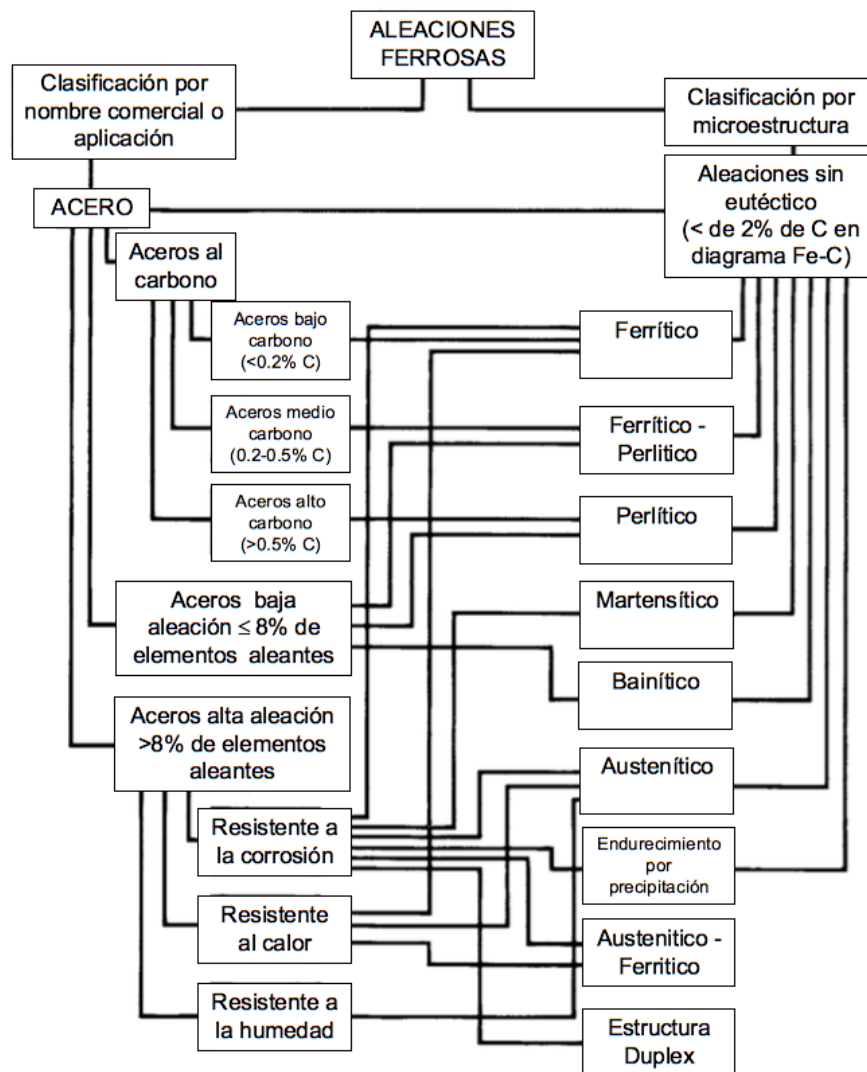 ALEACIONES
FERROSAS
Clasificación por
nombre comercial o
aplicación
Clasificación por
microestructura
ACERO
Aleaciones sin
eutéctico
(< de 2% de C en
diagrama Fe-C)
Aceros al
carbono
Aceros bajo
carbono
(<0.2% C)
Ferrítico
Aceros medio
carbono
(0.2-0.5% C)
Ferrítico -
Perlitico
Aceros alto
carbono
(>0.5% C)
Perlítico
Aceros baja
aleación ≤ 8% de
elementos aleantes
Martensítico
Bainítico
Aceros alta aleación
>8% de elementos
aleantes
Austenítico
Resistente a
la corrosión
Endurecimiento
por
precipitación
Resistente
al calor
Austenitico -
Ferritico
Resistente a
la humedad
Estructura
Duplex